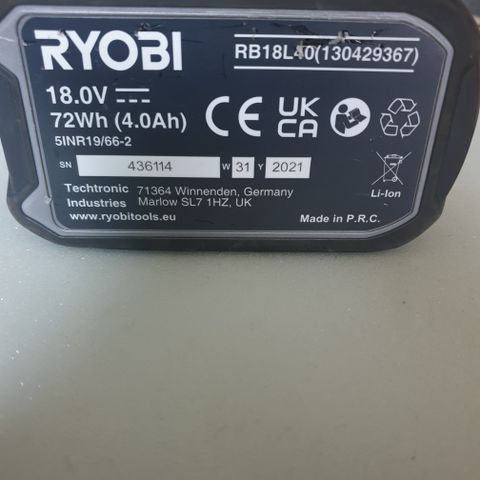 RYOBI
RB18L40(130429367)
18.0V
72Wh (4.0Ah)
5INR19/66-2
CE
UK
CA
SN 436114 W 31 Y 2021
Techtronic 71364 Winnenden, Germany
Industries Marlow SL7 1HZ, UK
www.ryobitools.eu
Li-Ion
Made in P.R.C.